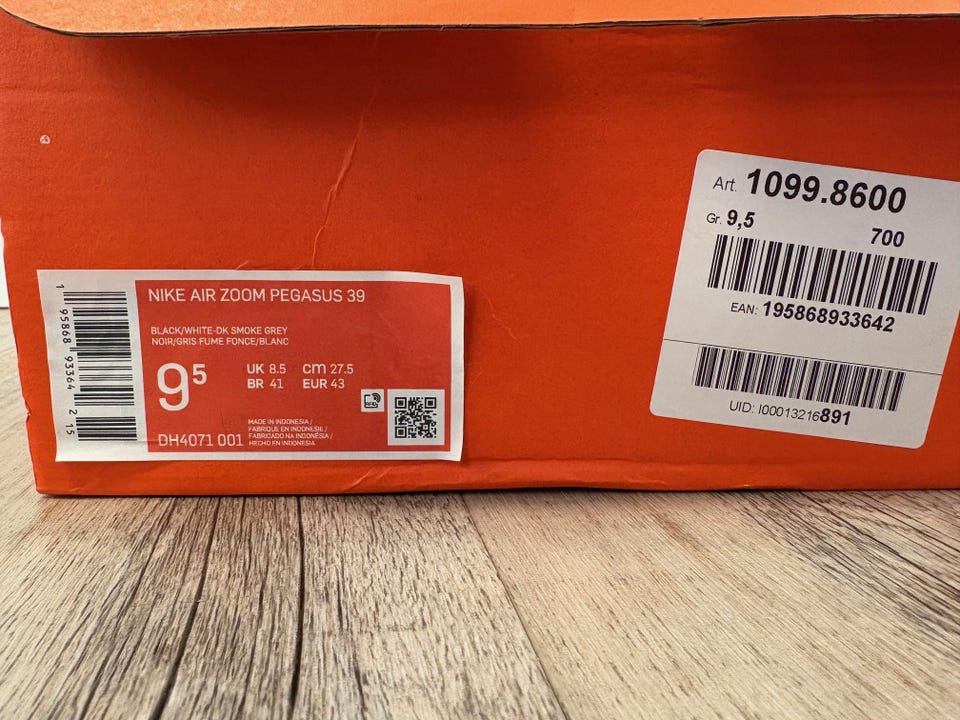 NIKE AIR ZOOM PEGASUS 39
BLACK/WHITE-DK SMOKE GREY
NOIR/GRIS FUME FONCE/BLANC
9⁵
UK 8.5 CM 27.5
BR 41 EUR 43
DH4071 001
MADE IN INDONESIA /
FABRIQUE EN INDONESIE /
FABRICADO NA INDONÉSIA /
HECHO EN INDONESIA
1 95868 93364 2 15
Art. 1099.8600
Gr. 9,5
700
EAN: 195868933642
UID: I00013216891